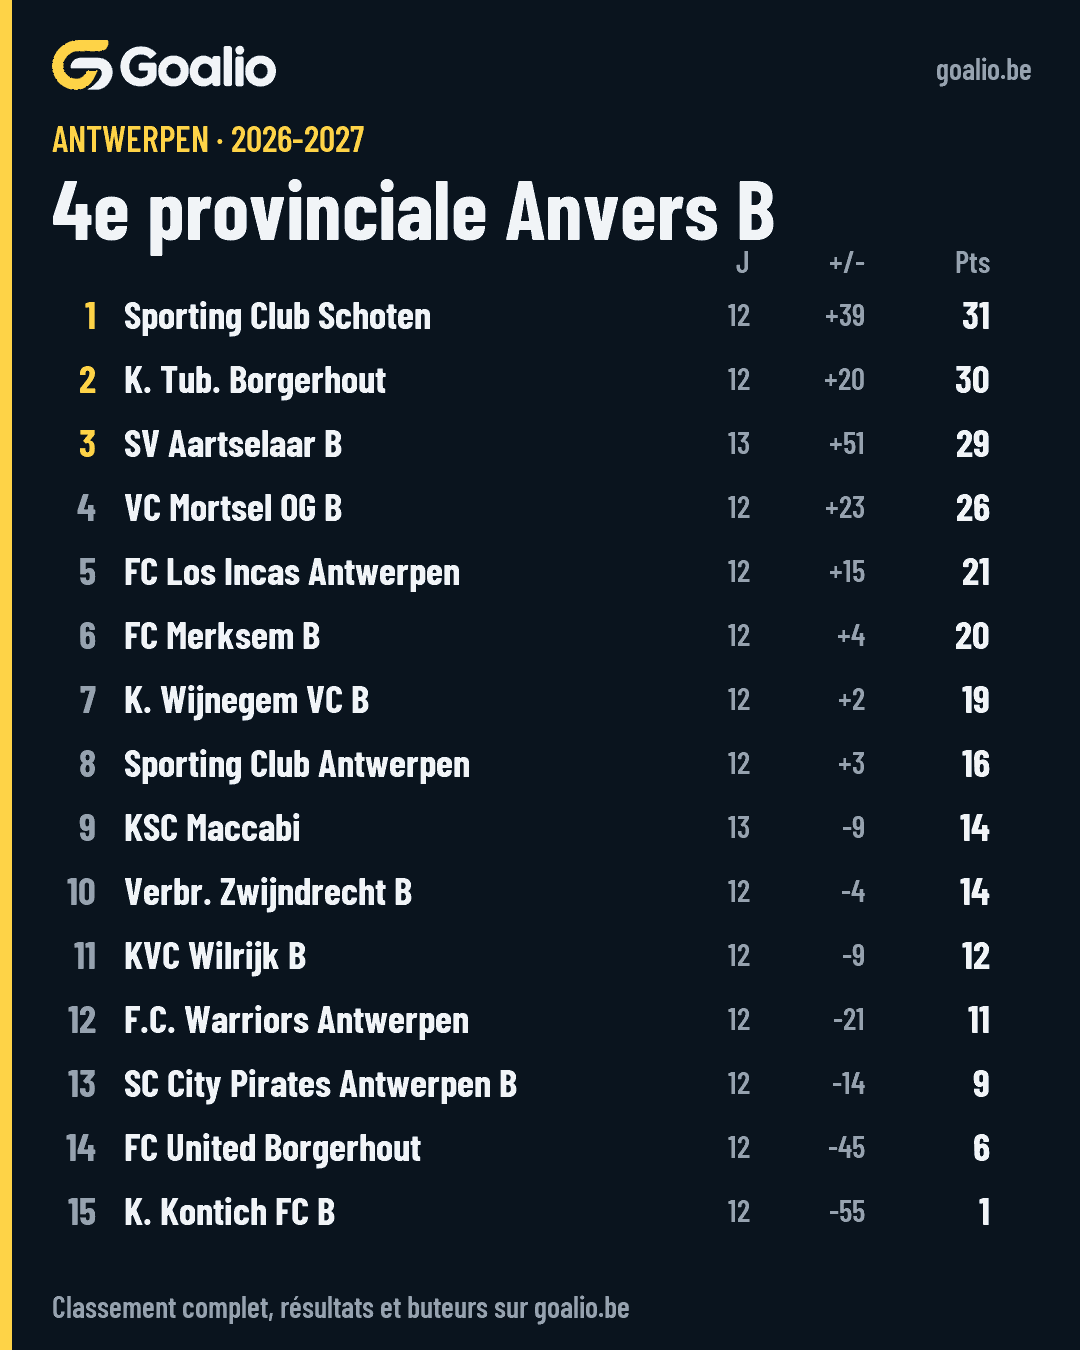 Goalio
goalio.be
ANTWERPEN · 2026-2027
4e provinciale Anvers B
J +/- Pts
1 Sporting Club Schoten 12 +39 31
2 K. Tub. Borgerhout 12 +20 30
3 SV Aartselaar B 13 +51 29
4 VC Mortsel OG B 12 +23 26
5 FC Los Incas Antwerpen 12 +15 21
6 FC Merksem B 12 +4 20
7 K. Wijnegem VC B 12 +2 19
8 Sporting Club Antwerpen 12 +3 16
9 KSC Maccabi 13 -9 14
10 Verbr. Zwijndrecht B 12 -4 14
11 KVC Wilrijk B 12 -9 12
12 F.C. Warriors Antwerpen 12 -21 11
13 SC City Pirates Antwerpen B 12 -14 9
14 FC United Borgerhout 12 -45 6
15 K. Kontich FC B 12 -55 1
Classement complet, résultats et buteurs sur goalio.be